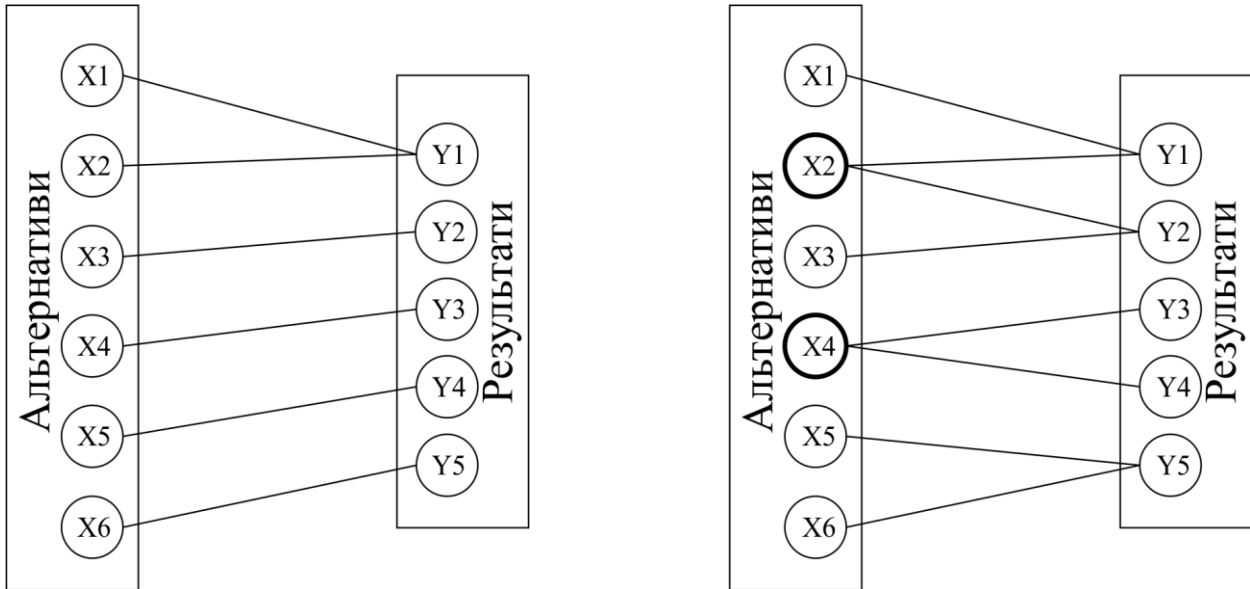 Альтернативи
X1
X2
X3
X4
X5
X6
Y1
Y2
Y3
Y4
Y5
Результати
Альтернативи
X1
X2
X3
X4
X5
X6
Y1
Y2
Y3
Y4
Y5
Результати